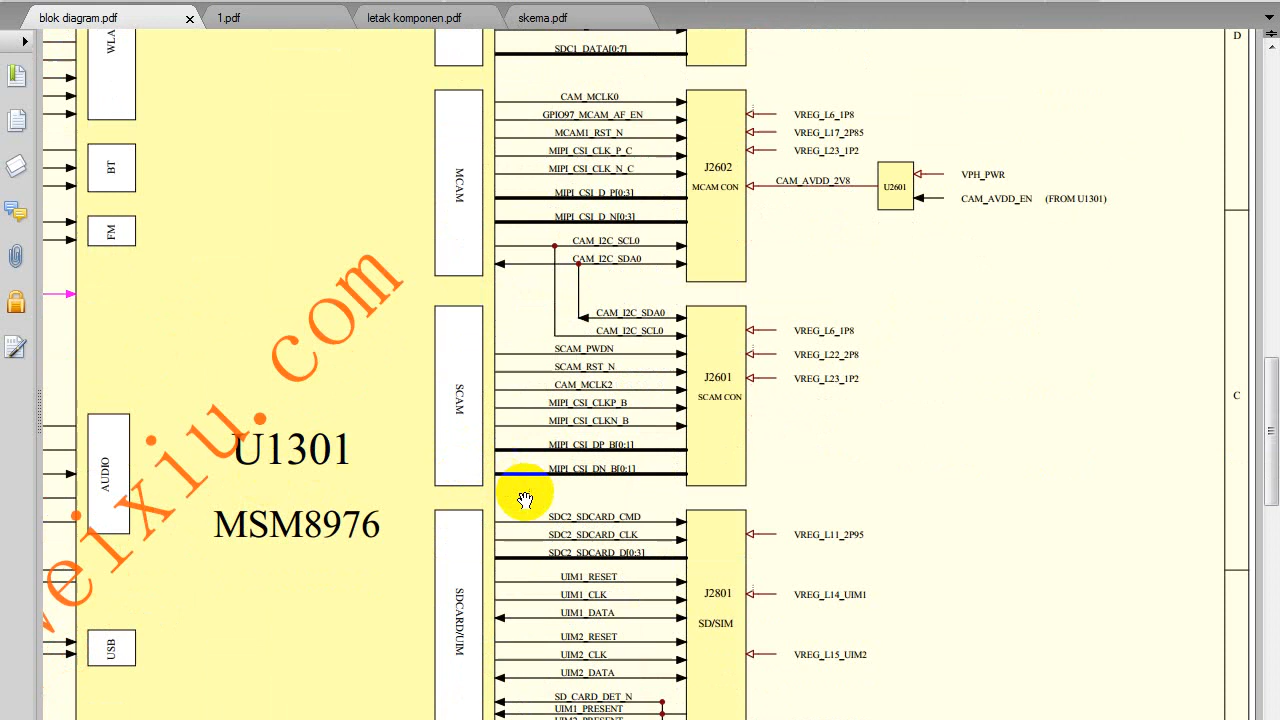 blok diagram.pdf
1.pdf
letak komponen.pdf
skema.pdf
WLA
SDC1_DATA[0:7]
D
BT
FM
MCAM
CAM_MCLK0
GPIO97_MCAM_AF_EN
MCAM1_RST_N
MIPI_CSI_CLK_P_C
MIPI_CSI_CLK_N_C
MIPI_CSI_D_P[0:3]
MIPI_CSI_D_N[0:3]
CAM_I2C_SCL0
CAM_I2C_SDA0
J2602
MCAM CON
VREG_L6_1P8
VREG_L17_2P85
VREG_L23_1P2
CAM_AVDD_2V8
U2601
VPH_PWR
CAM_AVDD_EN (FROM U1301)
SCAM
CAM_I2C_SDA0
CAM_I2C_SCL0
SCAM_PWDN
SCAM_RST_N
CAM_MCLK2
MIPI_CSI_CLKP_B
MIPI_CSI_CLKN_B
MIPI_CSI_DP_B[0:1]
MIPI_CSI_DN_B[0:1]
J2601
SCAM CON
VREG_L6_1P8
VREG_L22_2P8
VREG_L23_1P2
C
AUDIO
U1301
MSM8976
weixiu.com
USB
SDCARD/UIM
SDC2_SDCARD_CMD
SDC2_SDCARD_CLK
SDC2_SDCARD_D[0:3]
UIM1_RESET
UIM1_CLK
UIM1_DATA
UIM2_RESET
UIM2_CLK
UIM2_DATA
SD_CARD_DET_N
UIM1_PRESENT
UIM2_PRESENT
J2801
SD/SIM
VREG_L11_2P95
VREG_L14_UIM1
VREG_L15_UIM2